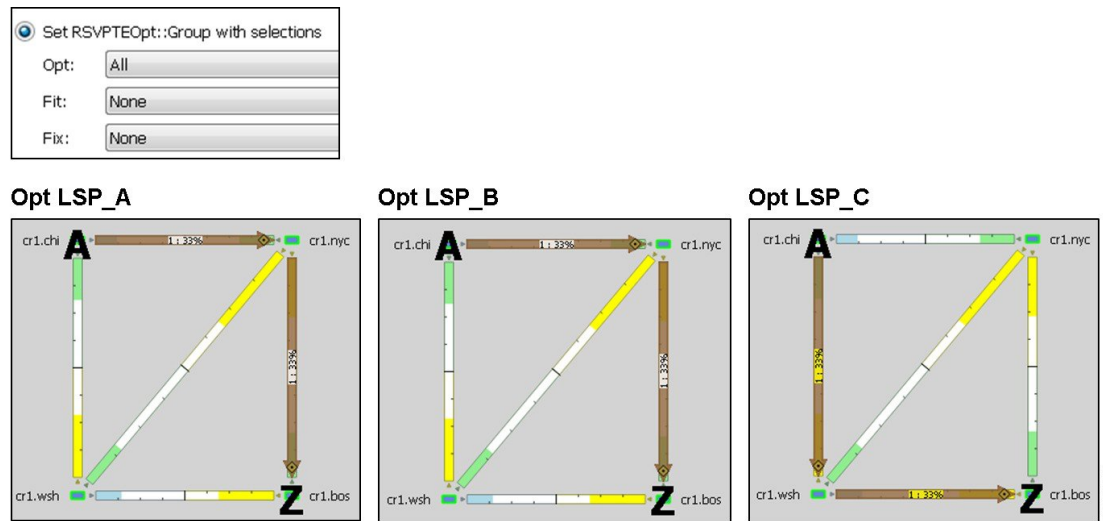 Set RSVPTEOpt::Group with selections
Opt: All
Fit: None
Fix: None
Opt LSP_A
Opt LSP_B
Opt LSP_C
cr1.chi A 1 : 33% cr1.nyc
1 : 33%
cr1.wsh Z cr1.bos
cr1.chi A 1 : 33% cr1.nyc
1 : 33%
cr1.wsh Z cr1.bos
cr1.chi A cr1.nyc
1 : 33%
cr1.wsh 1 : 33% Z cr1.bos